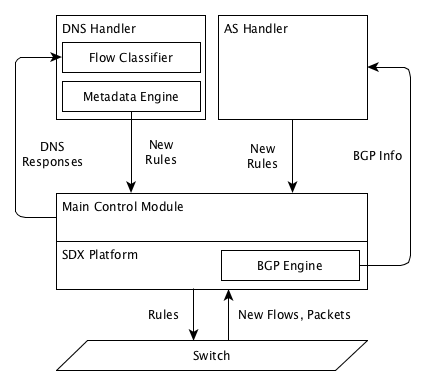 DNS Handler
AS Handler
Flow Classifier
Metadata Engine
DNS
Responses
New
Rules
New
Rules
BGP Info
Main Control Module
SDX Platform
BGP Engine
Rules
New Flows, Packets
Switch